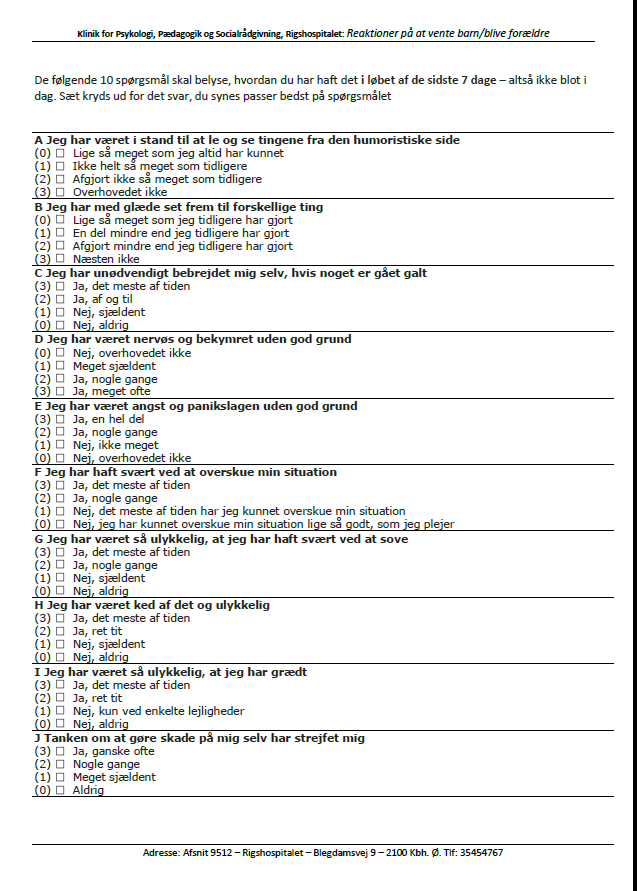 Klinik for Psykologi, Pædagogik og Socialrådgivning, Rigshospitalet: Reaktioner på at vente barn/blive forældre
De følgende 10 spørgsmål skal belyse, hvordan du har haft det i løbet af de sidste 7 dage – altså ikke blot i
dag. Sæt kryds ud for det svar, du synes passer bedst på spørgsmålet
A Jeg har været i stand til at le og se tingene fra den humoristiske side
(0) ☐ Lige så meget som jeg altid har kunnet
(1) ☐ Ikke helt så meget som tidligere
(2) ☐ Afgjort ikke så meget som tidligere
(3) ☐ Overhovedet ikke
B Jeg har med glæde set frem til forskellige ting
(0) ☐ Lige så meget som jeg tidligere har gjort
(1) ☐ En del mindre end jeg tidligere har gjort
(2) ☐ Afgjort mindre end jeg tidligere har gjort
(3) ☐ Næsten ikke
C Jeg har unødvendigt bebrejdet mig selv, hvis noget er gået galt
(3) ☐ Ja, det meste af tiden
(2) ☐ Ja, af og til
(1) ☐ Nej, sjældent
(0) ☐ Nej, aldrig
D Jeg har været nervøs og bekymret uden god grund
(0) ☐ Nej, overhovedet ikke
(1) ☐ Meget sjældent
(2) ☐ Ja, nogle gange
(3) ☐ Ja, meget ofte
E Jeg har været angst og panikslagen uden god grund
(3) ☐ Ja, en hel del
(2) ☐ Ja, nogle gange
(1) ☐ Nej, ikke meget
(0) ☐ Nej, overhovedet ikke
F Jeg har haft svært ved at overskue min situation
(3) ☐ Ja, det meste af tiden
(2) ☐ Ja, nogle gange
(1) ☐ Nej, det meste af tiden har jeg kunnet overskue min situation
(0) ☐ Nej, jeg har kunnet overskue min situation lige så godt, som jeg plejer
G Jeg har været så ulykkelig, at jeg har haft svært ved at sove
(3) ☐ Ja, det meste af tiden
(2) ☐ Ja, nogle gange
(1) ☐ Nej, sjældent
(0) ☐ Nej, aldrig
H Jeg har været ked af det og ulykkelig
(3) ☐ Ja, det meste af tiden
(2) ☐ Ja, ret tit
(1) ☐ Nej, sjældent
(0) ☐ Nej, aldrig
I Jeg har været så ulykkelig, at jeg har grædt
(3) ☐ Ja, det meste af tiden
(2) ☐ Ja, ret tit
(1) ☐ Nej, kun ved enkelte lejligheder
(0) ☐ Nej, aldrig
J Tanken om at gøre skade på mig selv har strejfet mig
(3) ☐ Ja, ganske ofte
(2) ☐ Nogle gange
(1) ☐ Meget sjældent
(0) ☐ Aldrig
Adresse: Afsnit 9512 – Rigshospitalet – Blegdamsvej 9 – 2100 Kbh. Ø. Tlf: 35454767